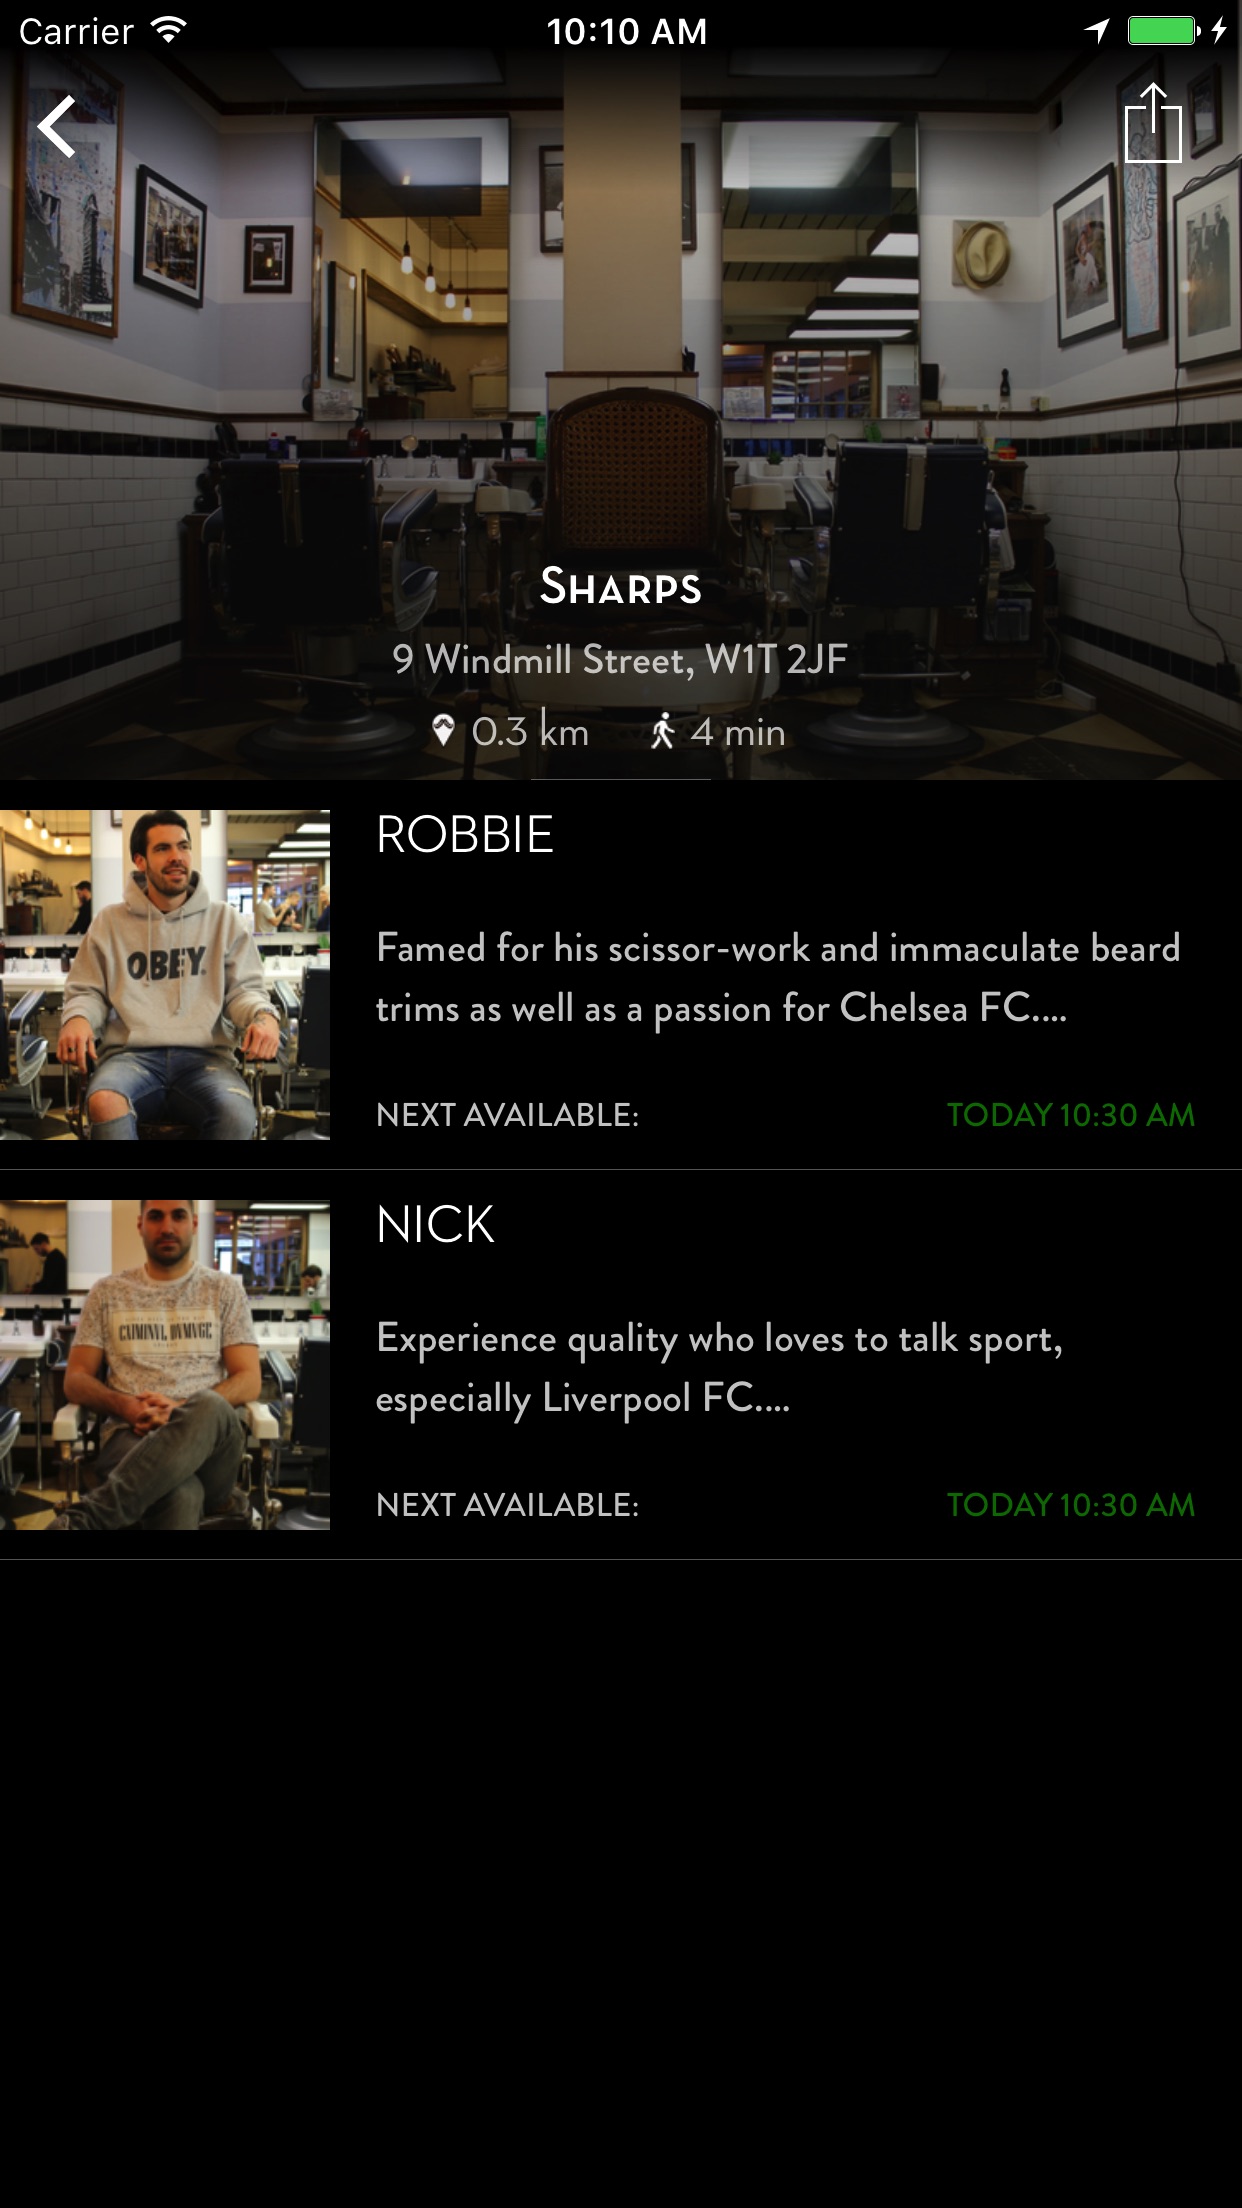 Carrier 10:10 AM
Sharps
9 Windmill Street, W1T 2JF
0.3 km 4 min
ROBBIE
OBEY.
Famed for his scissor-work and immaculate beard
trims as well as a passion for Chelsea FC....
NEXT AVAILABLE: TODAY 10:30 AM
NICK
Experience quality who loves to talk sport,
especially Liverpool FC....
NEXT AVAILABLE: TODAY 10:30 AM